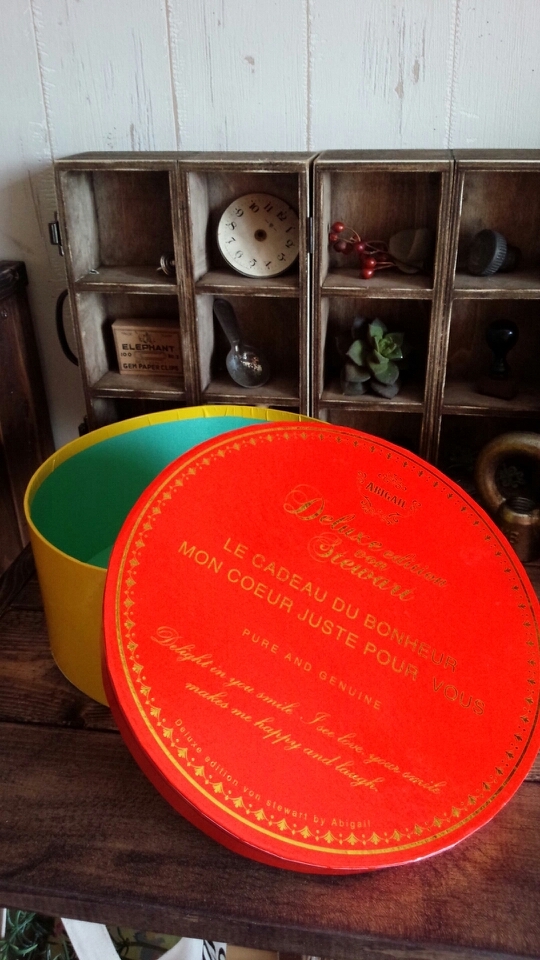 ELEPHANT
GEM PAPER CLIPS
ABIGAIL
Deluxe edition
von
Stewart
LE CADEAU DU BONHEUR
MON COEUR JUSTE POUR VOUS
PURE AND GENUINE
Delight in you smile. I see love your smile
makes me happy and laugh.
Deluxe edition von stewert by Abigail